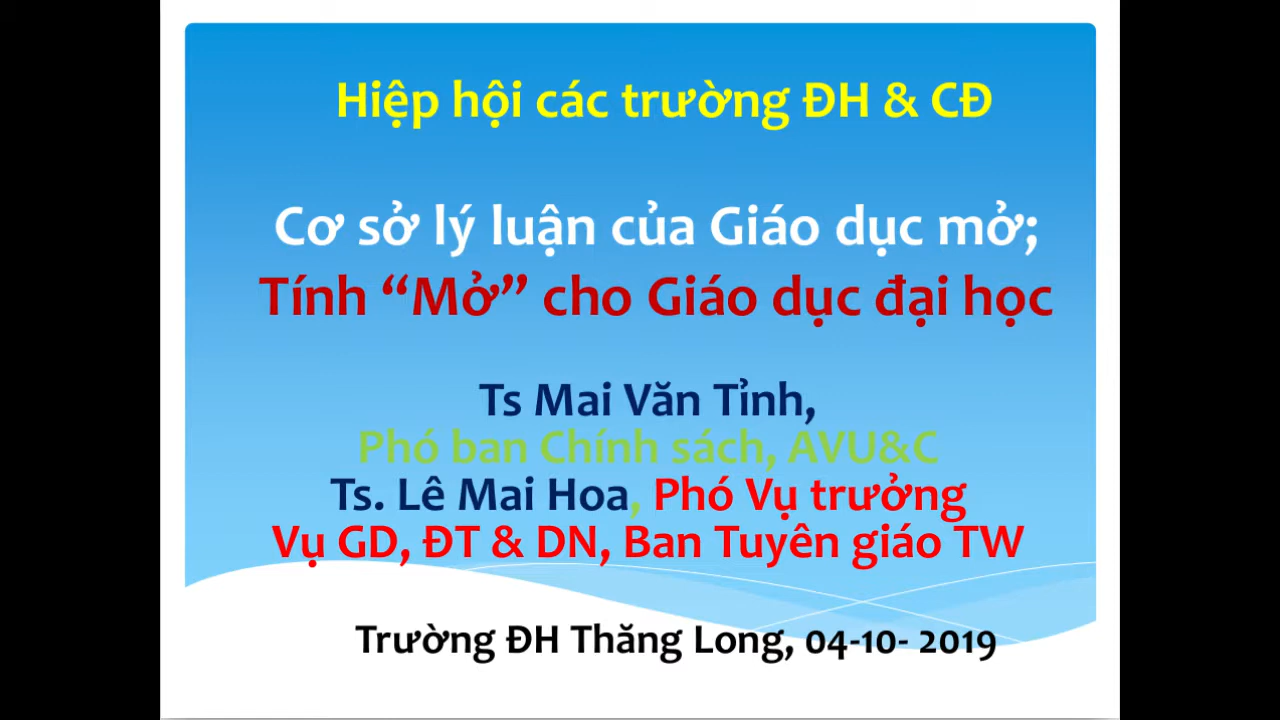 Hiệp hội các trường ĐH & CĐ
Cơ sở lý luận của Giáo dục mở;
Tính “Mở” cho Giáo dục đại học
Ts Mai Văn Tỉnh,
Phó ban Chính sách, AVU&C
Ts. Lê Mai Hoa, Phó Vụ trưởng
Vụ GD, ĐT & DN, Ban Tuyên giáo TW
Trường ĐH Thăng Long, 04-10- 2019